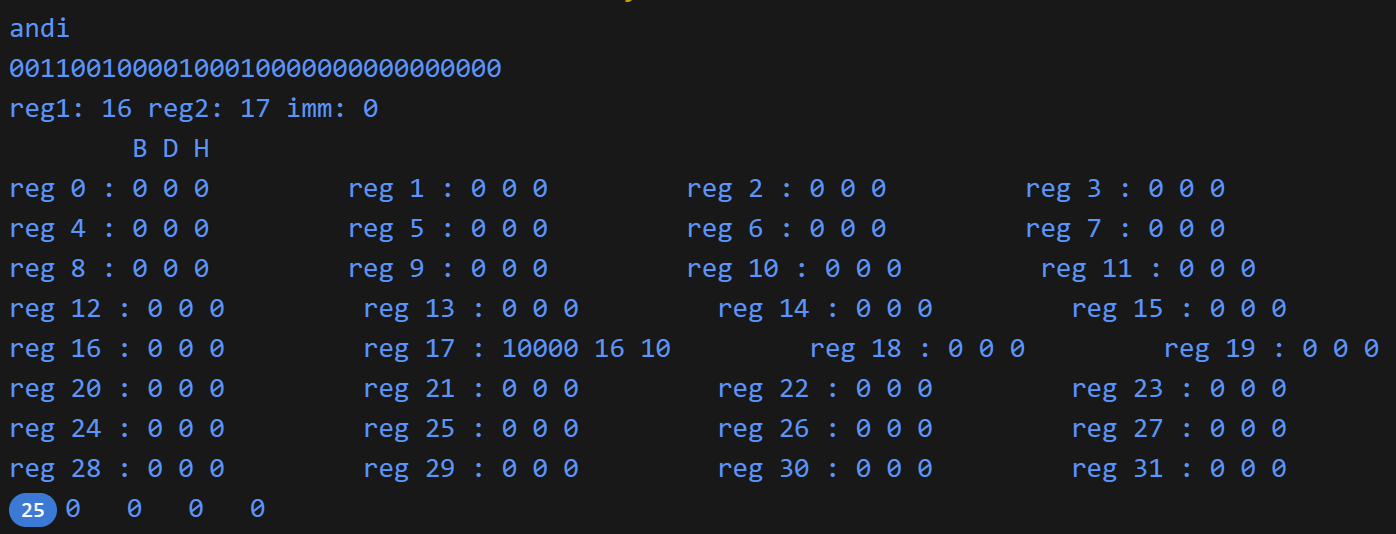 andi
00110010000100010000000000000000
reg1: 16 reg2: 17 imm: 0
B D H
reg 0 : 0 0 0 reg 1 : 0 0 0 reg 2 : 0 0 0 reg 3 : 0 0 0
reg 4 : 0 0 0 reg 5 : 0 0 0 reg 6 : 0 0 0 reg 7 : 0 0 0
reg 8 : 0 0 0 reg 9 : 0 0 0 reg 10 : 0 0 0 reg 11 : 0 0 0
reg 12 : 0 0 0 reg 13 : 0 0 0 reg 14 : 0 0 0 reg 15 : 0 0 0
reg 16 : 0 0 0 reg 17 : 10000 16 10 reg 18 : 0 0 0 reg 19 : 0 0 0
reg 20 : 0 0 0 reg 21 : 0 0 0 reg 22 : 0 0 0 reg 23 : 0 0 0
reg 24 : 0 0 0 reg 25 : 0 0 0 reg 26 : 0 0 0 reg 27 : 0 0 0
reg 28 : 0 0 0 reg 29 : 0 0 0 reg 30 : 0 0 0 reg 31 : 0 0 0
25 0 0 0 0